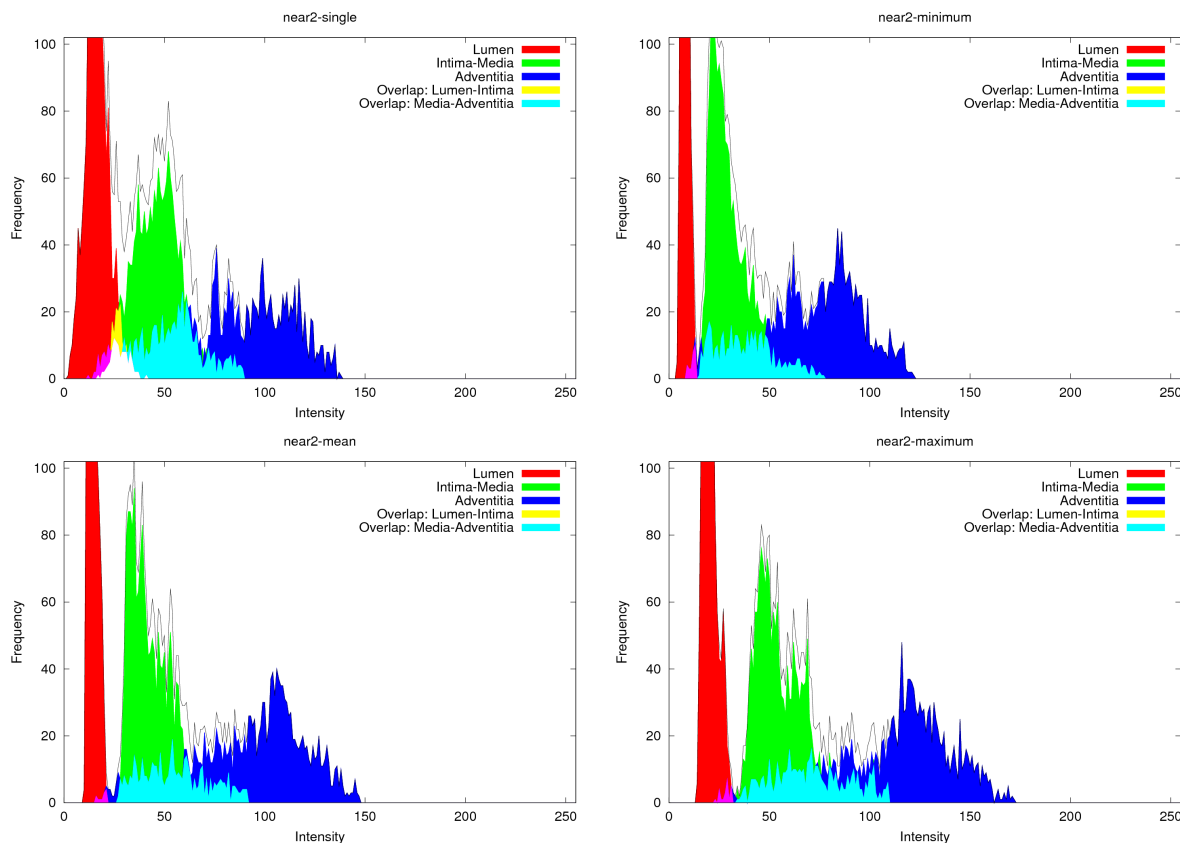 near2-single
100
80
60
40
20
0
Frequency
Lumen
Intima-Media
Adventitia
Overlap: Lumen-Intima
Overlap: Media-Adventitia
0 50 100 150 200 250
Intensity
near2-minimum
100
80
60
40
20
0
Frequency
Lumen
Intima-Media
Adventitia
Overlap: Lumen-Intima
Overlap: Media-Adventitia
0 50 100 150 200 250
Intensity
near2-mean
100
80
60
40
20
0
Frequency
Lumen
Intima-Media
Adventitia
Overlap: Lumen-Intima
Overlap: Media-Adventitia
0 50 100 150 200 250
Intensity
near2-maximum
100
80
60
40
20
0
Frequency
Lumen
Intima-Media
Adventitia
Overlap: Lumen-Intima
Overlap: Media-Adventitia
0 50 100 150 200 250
Intensity